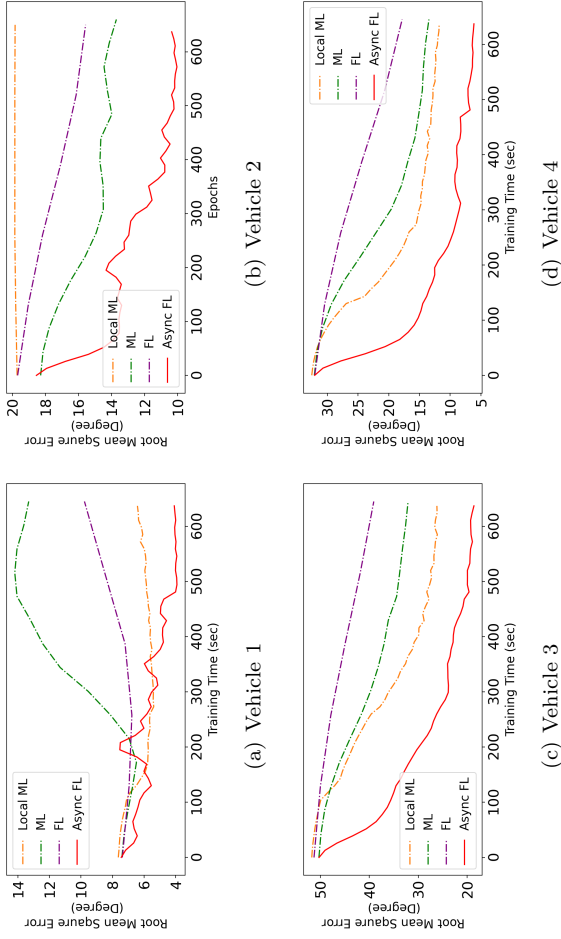 Root Mean Sqaure Error
(Degree)
14
12
10
8
6
4
Local ML
ML
FL
Async FL
0 100 200 300 400 500 600
Training Time (sec)
(a) Vehicle 1
Root Mean Sqaure Error
(Degree)
20
18
16
14
12
10
Local ML
ML
FL
Async FL
0 100 200 300 400 500 600
Epochs
(b) Vehicle 2
Root Mean Sqaure Error
(Degree)
50
40
30
20
Local ML
ML
FL
Async FL
0 100 200 300 400 500 600
Training Time (sec)
(c) Vehicle 3
Root Mean Sqaure Error
(Degree)
30
25
20
15
10
5
Local ML
ML
FL
Async FL
0 100 200 300 400 500 600
Training Time (sec)
(d) Vehicle 4